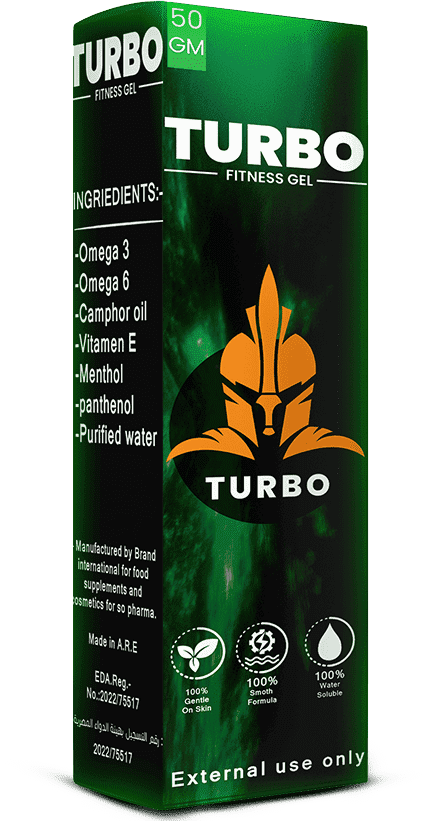 TURBO
FITNESS GEL
INGRIEDIENTS:-
-Omega 3
-Omega 6
-Camphor oil
-Vitamen E
-Menthol
-panthenol
-Purified water
- Manufactured by Brand
international for food
supplements and
cosmetics for so pharma.
Made in A.R.E
EDA.Reg.-
No.:2022/75517
رقم التسجيل بهيئة الدواء المصرية :
2022/75517
50
GM
TURBO
FITNESS GEL
TURBO
100%
Gentle
On Skin
100%
Smoth
Formula
100%
Water
Soluble
External use only